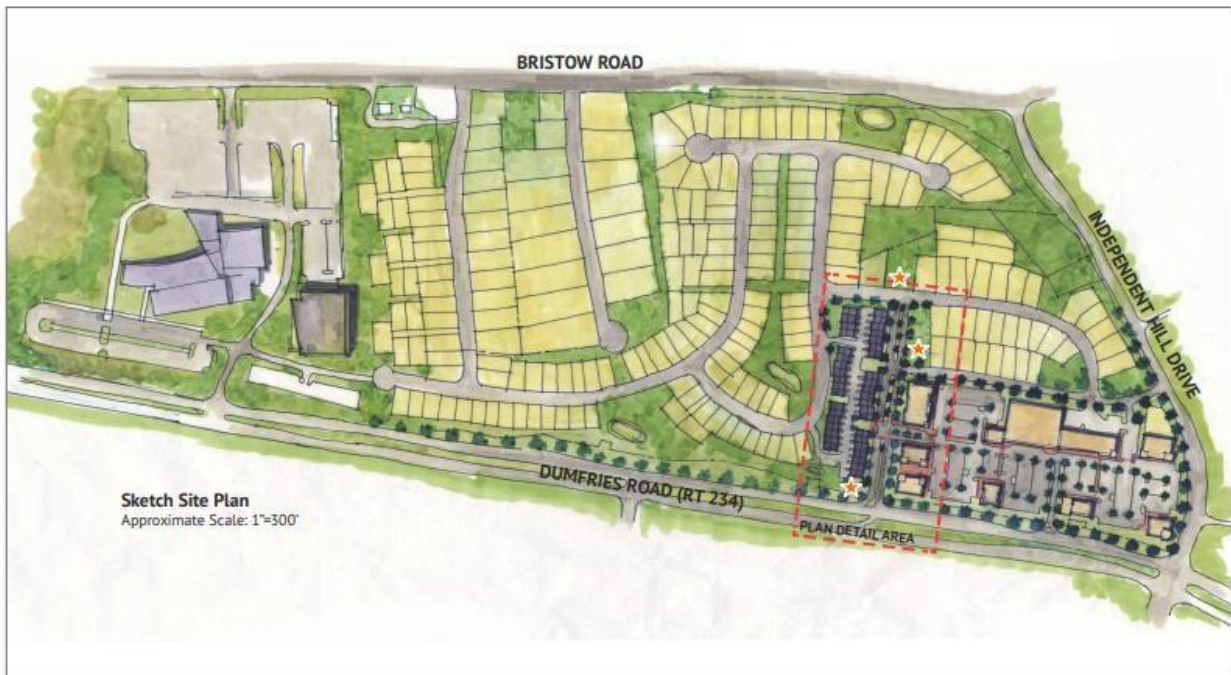 BRISTOW ROAD
INDEPENDENT HILL DRIVE
DUMFRIES ROAD (RT 234)
PLAN DETAIL AREA
Sketch Site Plan
Approximate Scale: 1"=300'